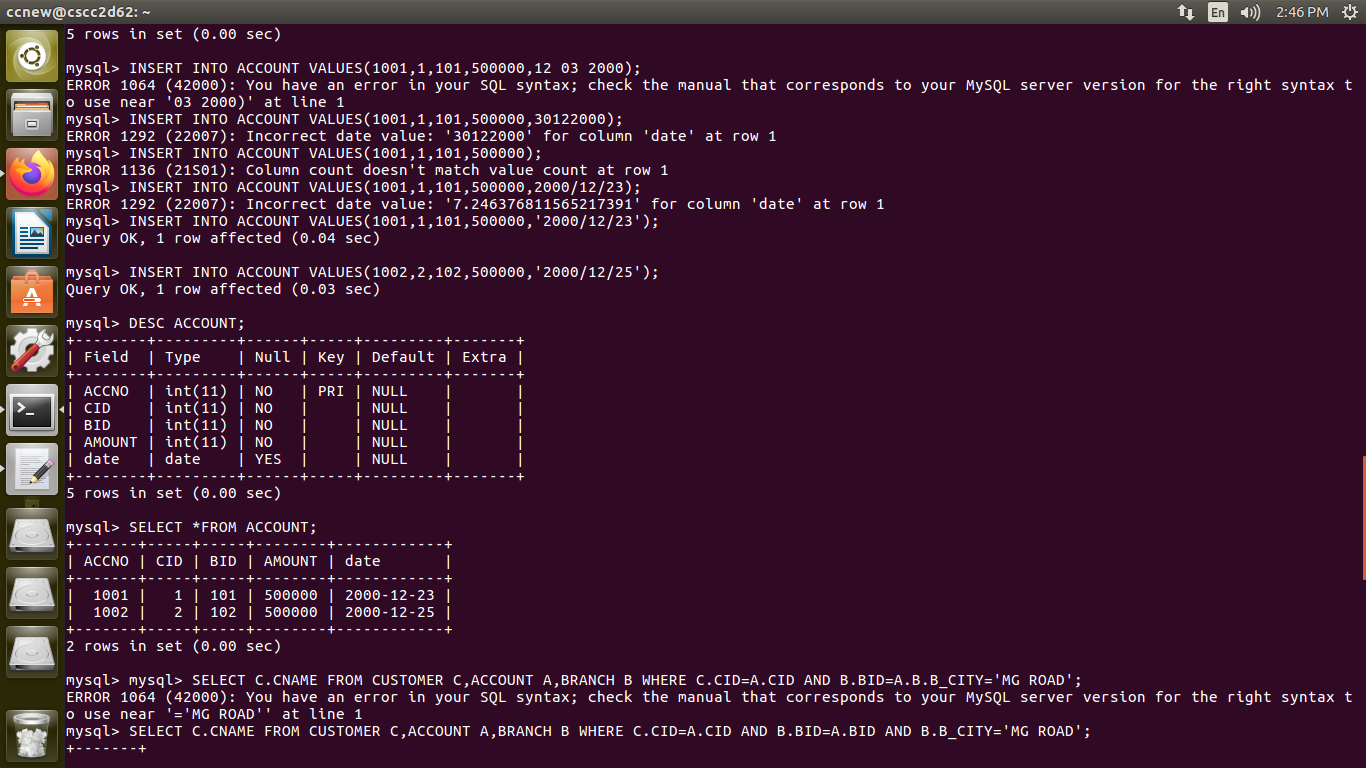 ccnew@cscc2d62: ~
En
2:46 PM
5 rows in set (0.00 sec)
mysql> INSERT INTO ACCOUNT VALUES(1001,1,101,500000,12 03 2000);
ERROR 1064 (42000): You have an error in your SQL syntax; check the manual that corresponds to your MySQL server version for the right syntax t
o use near '03 2000)' at line 1
mysql> INSERT INTO ACCOUNT VALUES(1001,1,101,500000,30122000);
ERROR 1292 (22007): Incorrect date value: '30122000' for column 'date' at row 1
mysql> INSERT INTO ACCOUNT VALUES(1001,1,101,500000);
ERROR 1136 (21S01): Column count doesn't match value count at row 1
mysql> INSERT INTO ACCOUNT VALUES(1001,1,101,500000,2000/12/23);
ERROR 1292 (22007): Incorrect date value: '7.246376811565217391' for column 'date' at row 1
mysql> INSERT INTO ACCOUNT VALUES(1001,1,101,500000,'2000/12/23');
Query OK, 1 row affected (0.04 sec)
mysql> INSERT INTO ACCOUNT VALUES(1002,2,102,500000,'2000/12/25');
Query OK, 1 row affected (0.03 sec)
mysql> DESC ACCOUNT;
+--------+---------+------+-----+---------+-------+
| Field  | Type    | Null | Key | Default | Extra |
+--------+---------+------+-----+---------+-------+
| ACCNO  | int(11) | NO   | PRI | NULL    |       |
| CID    | int(11) | NO   |     | NULL    |       |
| BID    | int(11) | NO   |     | NULL    |       |
| AMOUNT | int(11) | NO   |     | NULL    |       |
| date   | date    | YES  |     | NULL    |       |
+--------+---------+------+-----+---------+-------+
5 rows in set (0.00 sec)
mysql> SELECT *FROM ACCOUNT;
+-------+-----+-----+--------+------------+
| ACCNO | CID | BID | AMOUNT | date       |
+-------+-----+-----+--------+------------+
|  1001 |   1 | 101 | 500000 | 2000-12-23 |
|  1002 |   2 | 102 | 500000 | 2000-12-25 |
+-------+-----+-----+--------+------------+
2 rows in set (0.00 sec)
mysql> mysql> SELECT C.CNAME FROM CUSTOMER C,ACCOUNT A,BRANCH B WHERE C.CID=A.CID AND B.BID=A.B.B_CITY='MG ROAD';
ERROR 1064 (42000): You have an error in your SQL syntax; check the manual that corresponds to your MySQL server version for the right syntax t
o use near '='MG ROAD'' at line 1
mysql> SELECT C.CNAME FROM CUSTOMER C,ACCOUNT A,BRANCH B WHERE C.CID=A.CID AND B.BID=A.BID AND B.B_CITY='MG ROAD';
+-------+